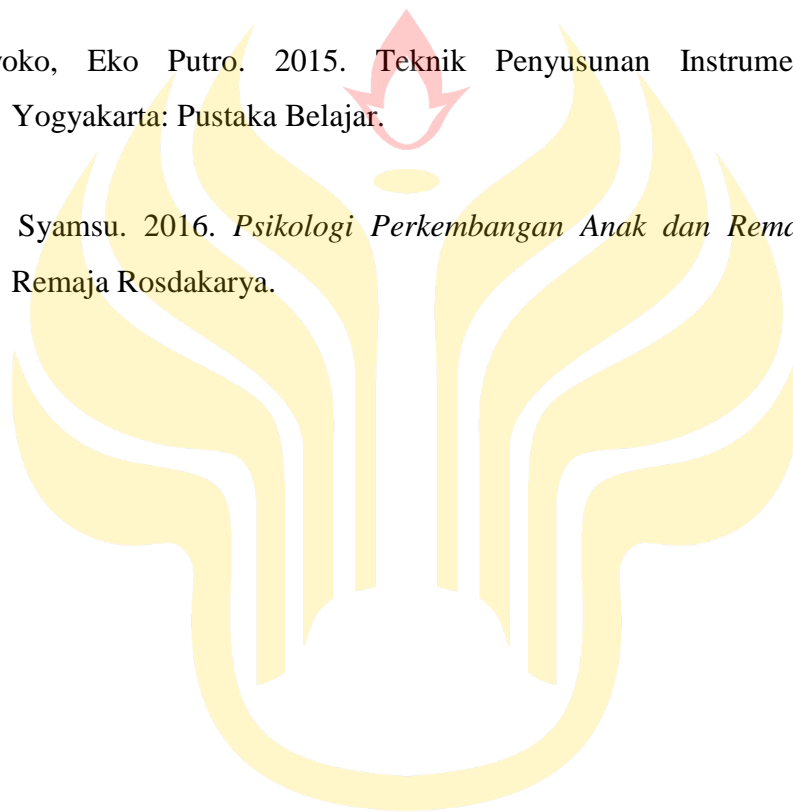 oko, Eko Putro. 2015. Teknik Penyusunan Instrume
Yogyakarta: Pustaka Belajar.
Syamsu. 2016. Psikologi Perkembangan Anak dan Rema
Remaja Rosdakarya.